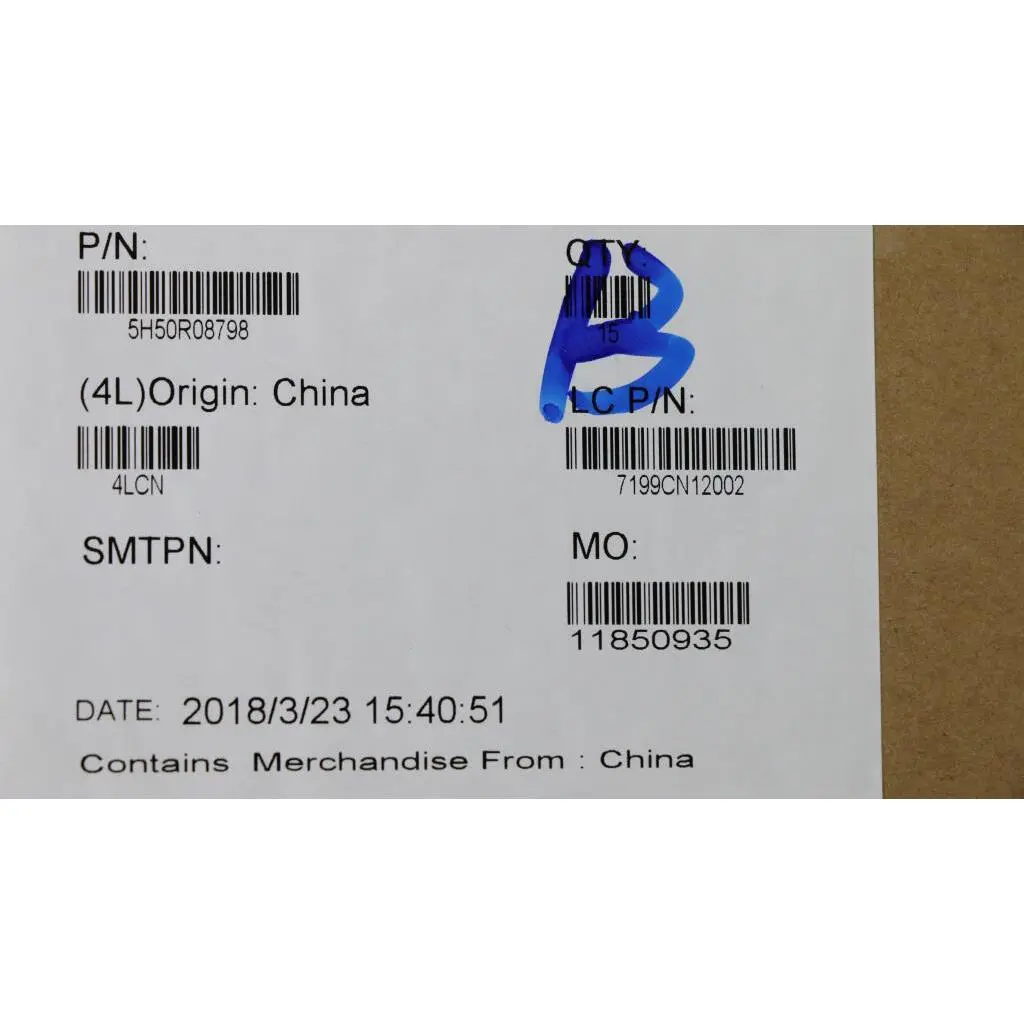 P/N:
5H50R08798
QTY:
15
B
(4L)Origin: China
4LCN
LC P/N:
7199CN12002
SMTPN:
MO:
11850935
DATE: 2018/3/23 15:40:51
Contains Merchandise From : China